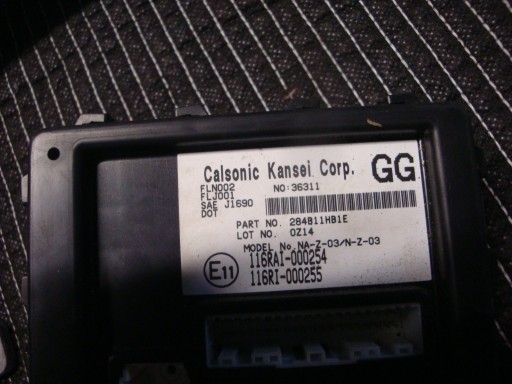 Calsonic Kansei Corp. GG
FLN002 NO:36311
FLJ001
SAE J1690
DOT
PART NO. 284B11HB1E
LOT NO. 0Z14
MODEL No. NA-Z-03/N-Z-03
E11 116RAI-000254
116RI-000255